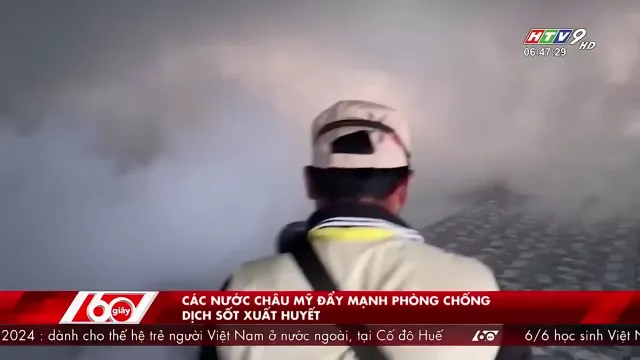 HTV9 HD
06:47:29
60 giây
CÁC NƯỚC CHÂU MỸ ĐẨY MẠNH PHÒNG CHỐNG
DỊCH SỐT XUẤT HUYẾT
2024 : dành cho thế hệ trẻ người Việt Nam ở nước ngoài, tại Cố đô Huế 60 6/6 học sinh Việt